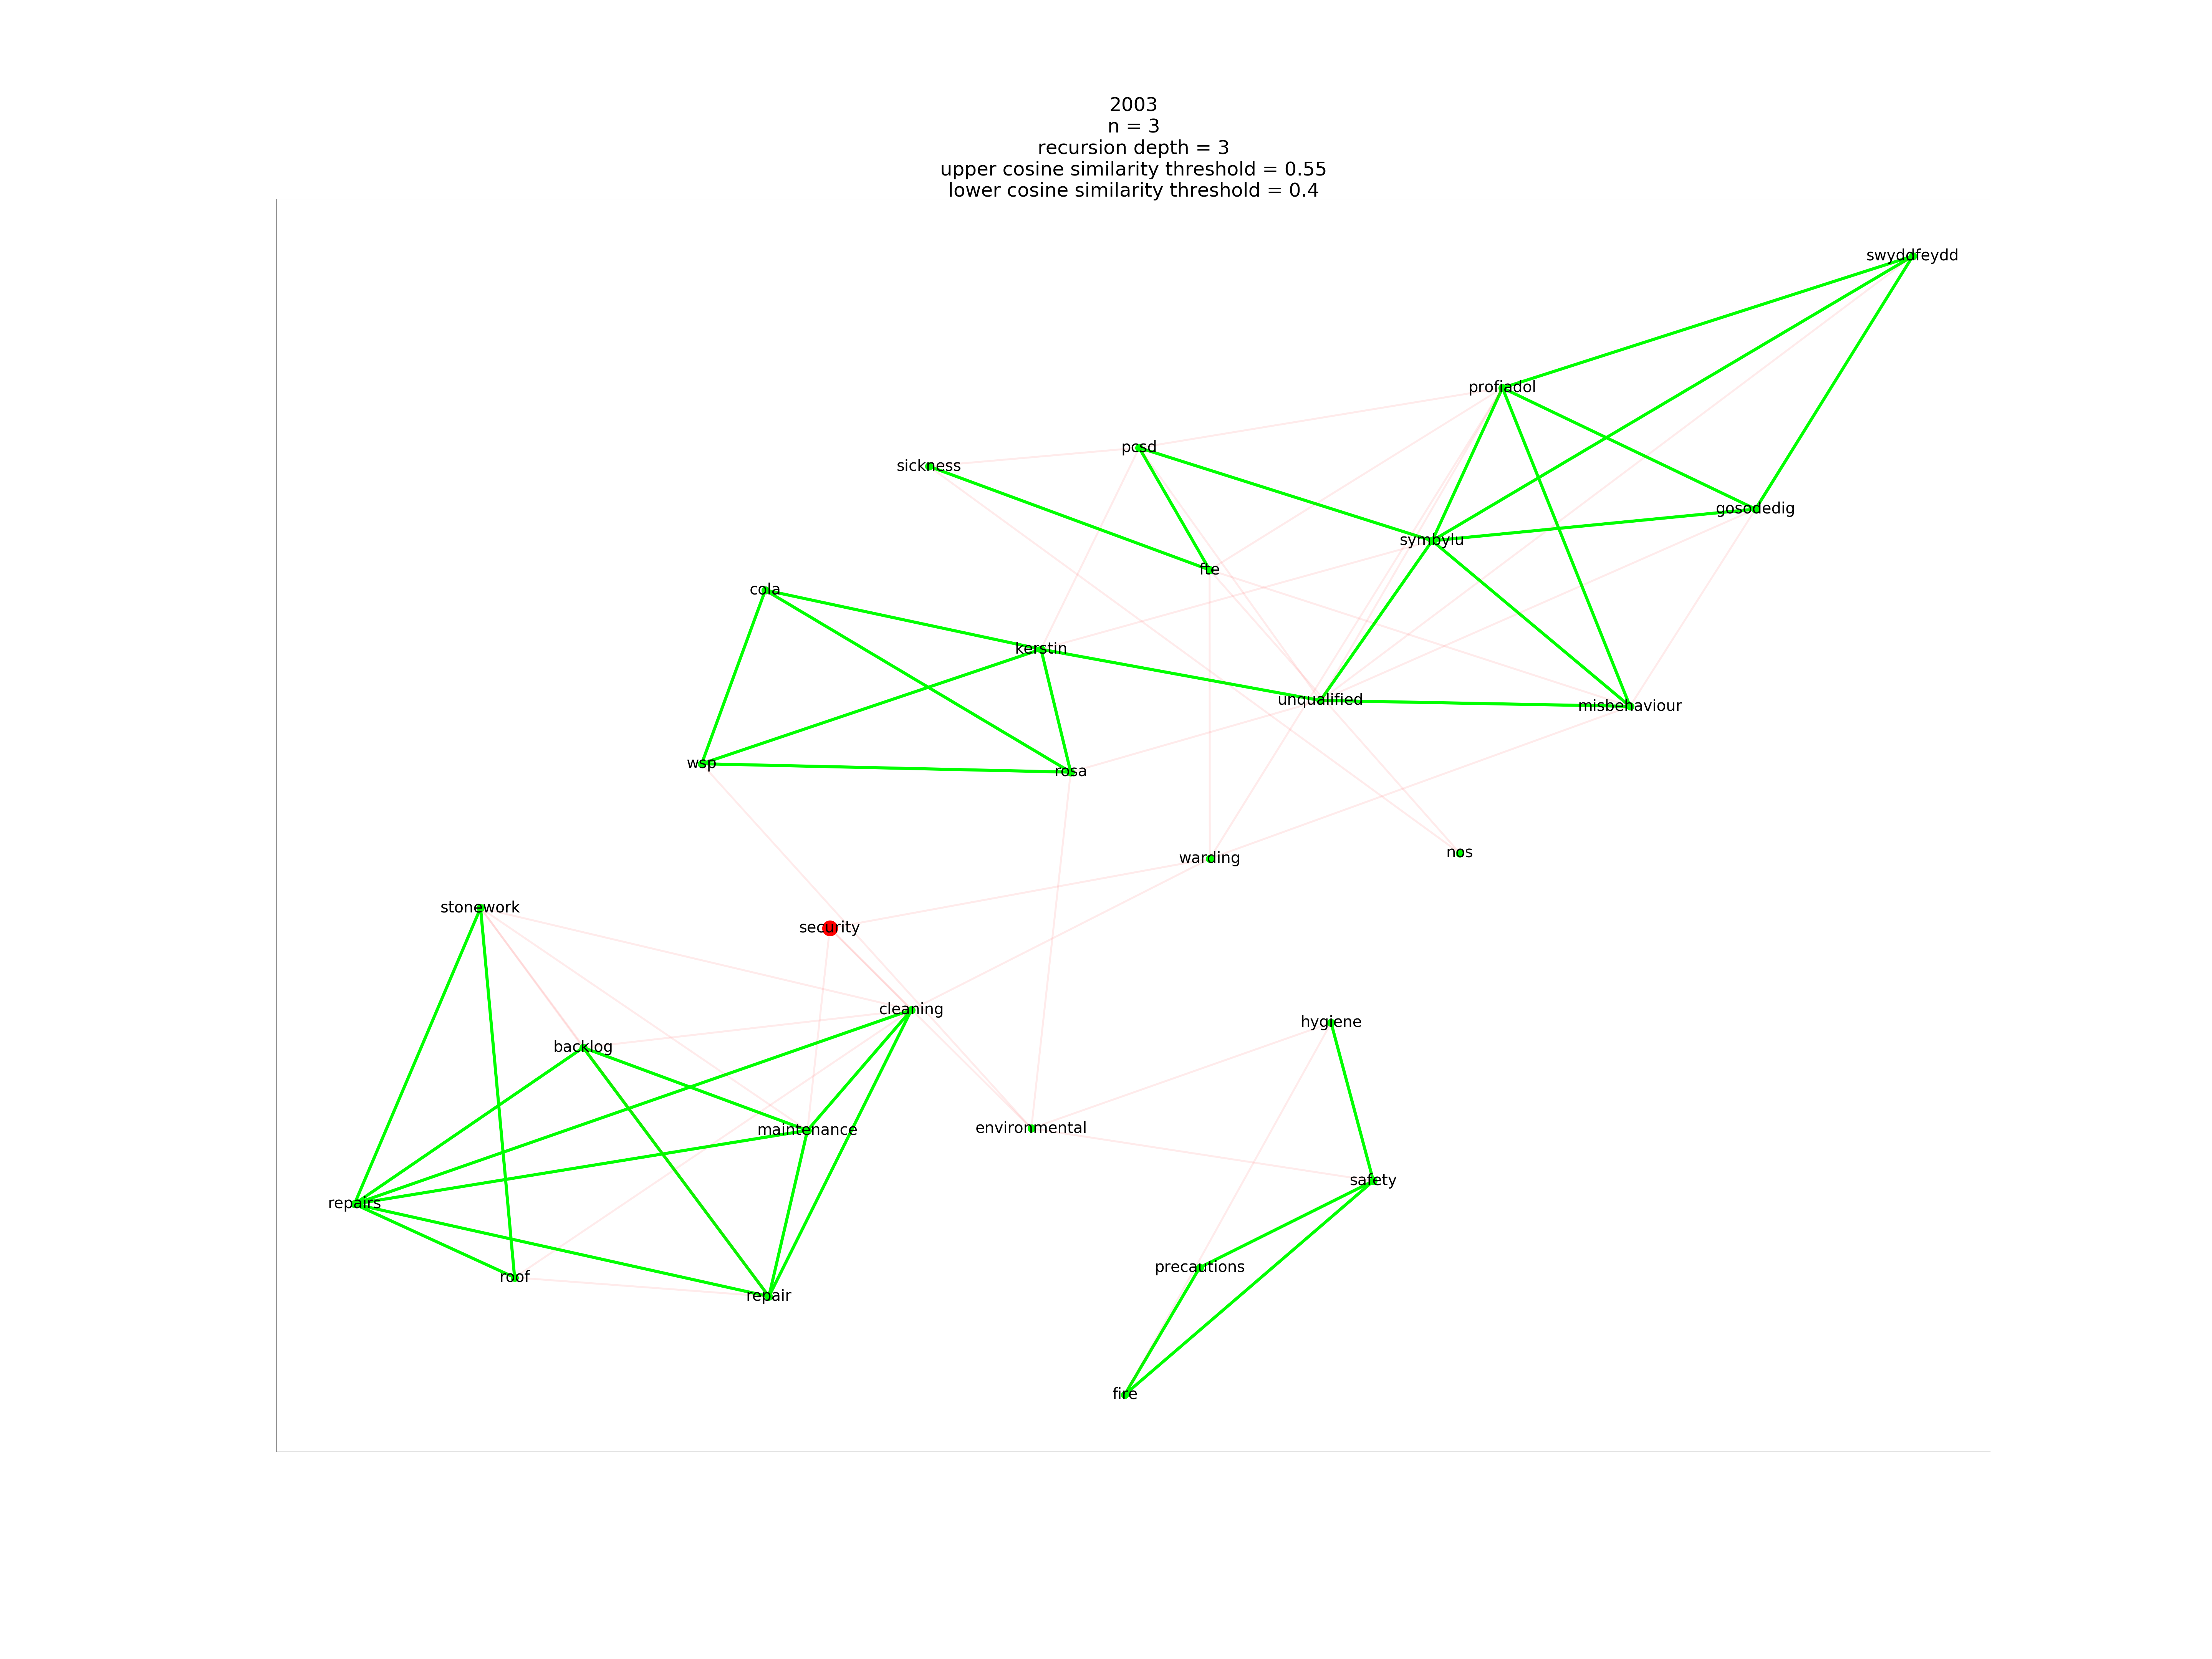 2003
n = 3
recursion depth = 3
upper cosine similarity threshold = 0.55
lower cosine similarity threshold = 0.4
swyddfeydd
profiadol
pcsd
sickness
gosodedig
symbylu
fte
cola
kerstin
unqualified
misbehaviour
wsp
rosa
nos
warding
stonework
security
cleaning
hygiene
backlog
environmental
maintenance
safety
repairs
precautions
roof
repair
fire